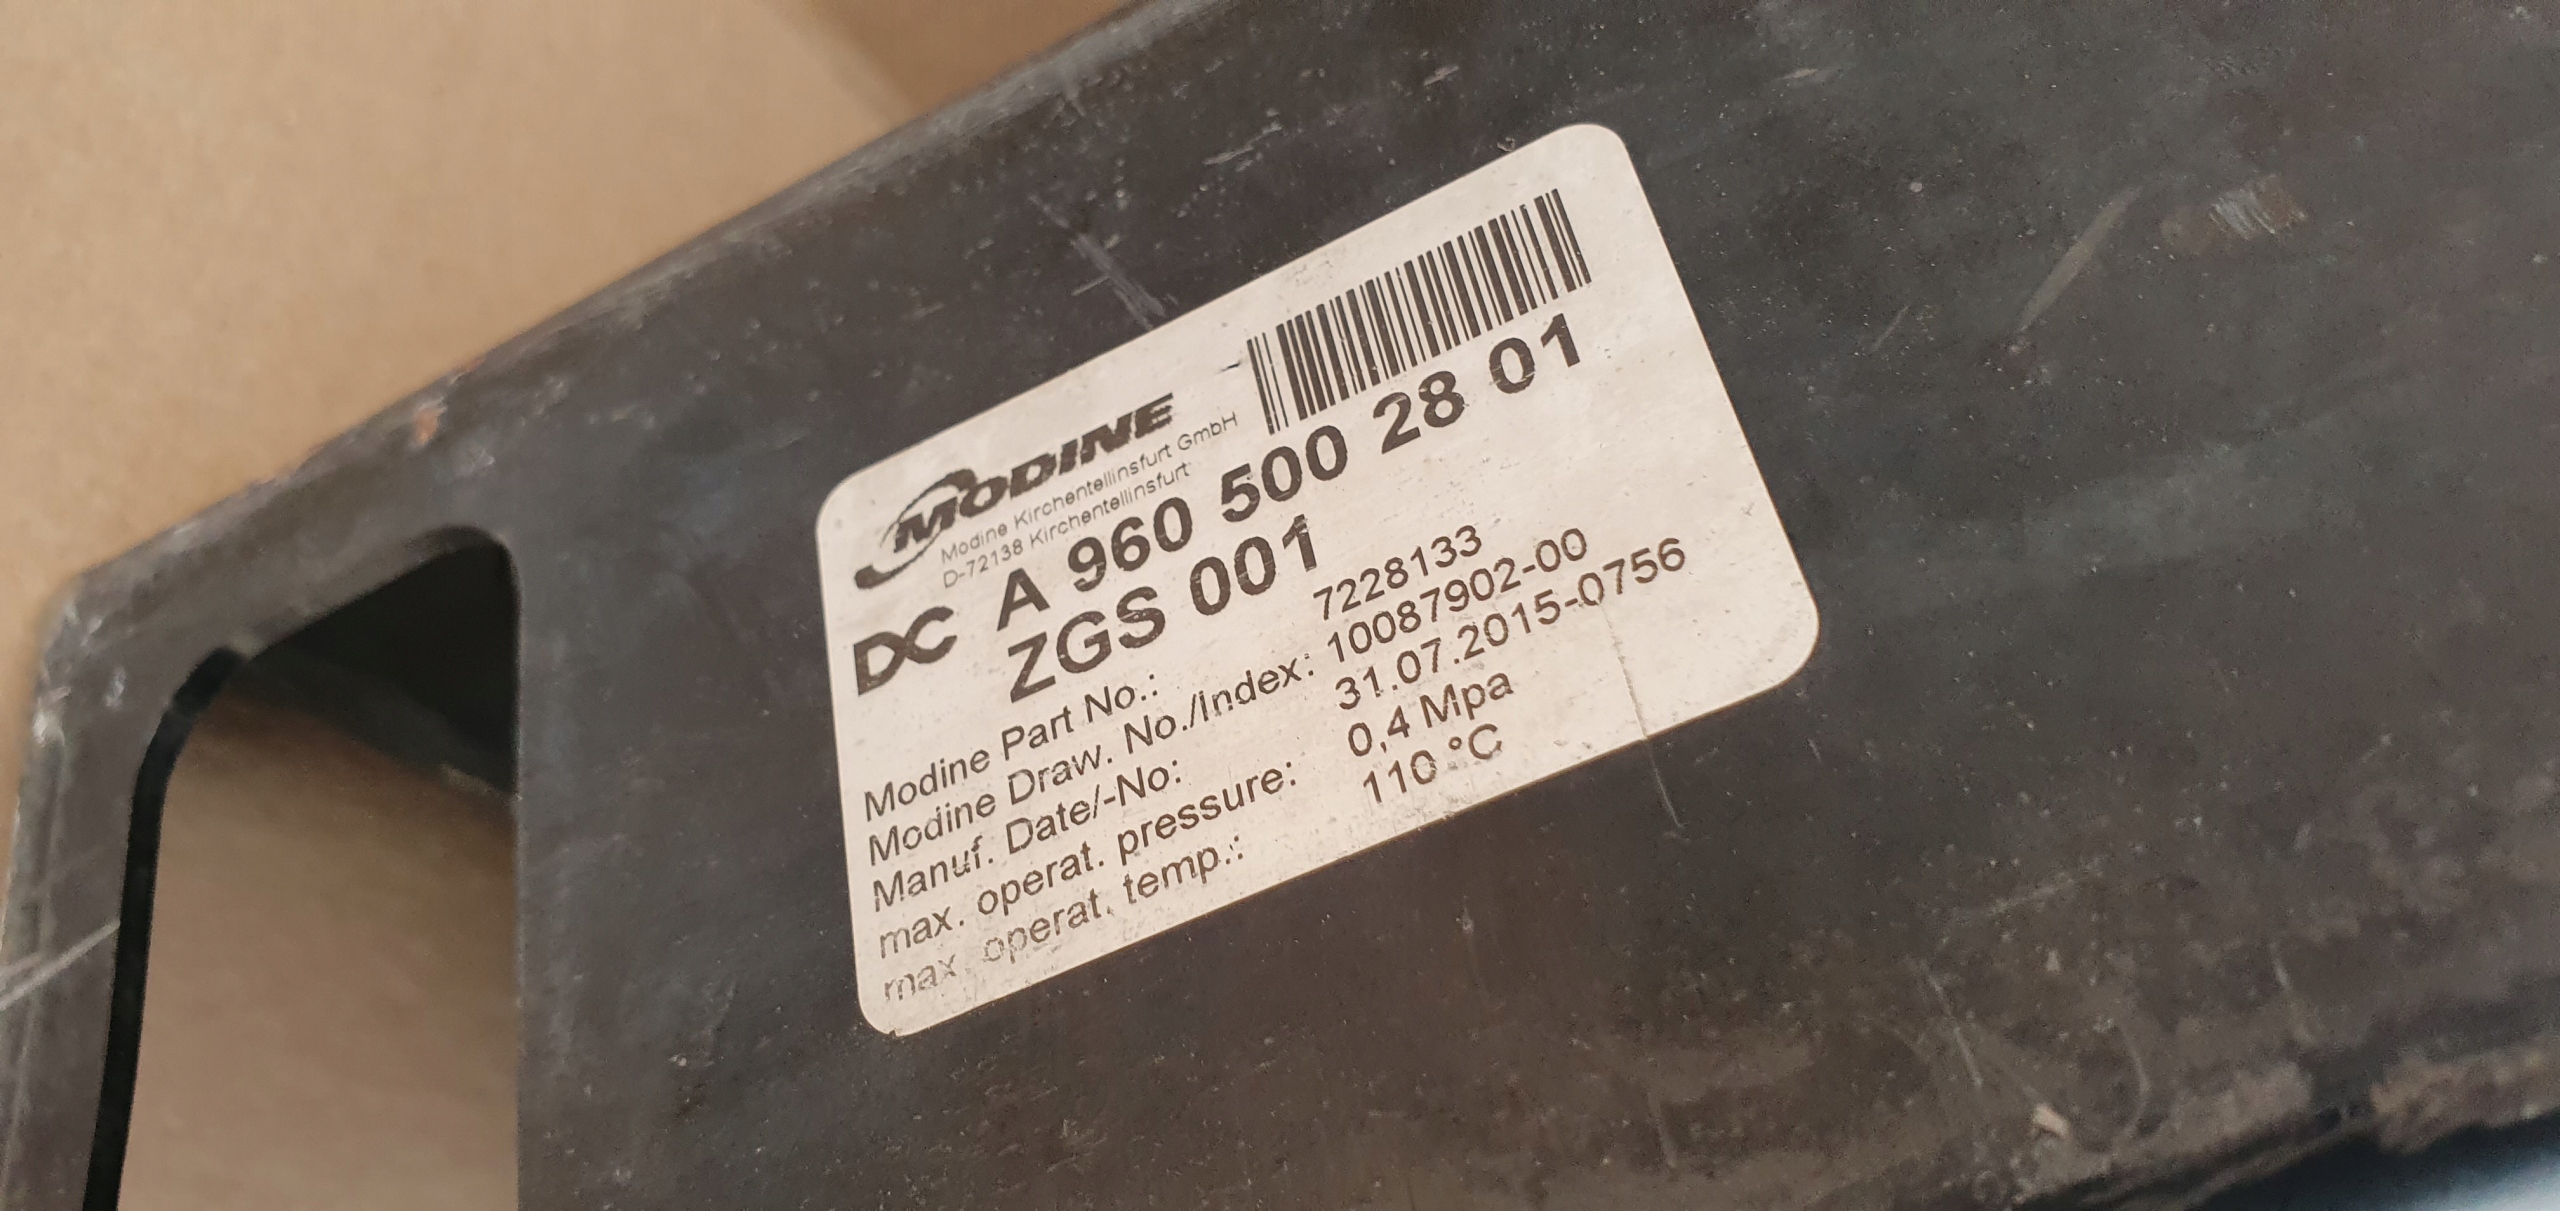 MODINE
Modine Kirchentellinsfurt GmbH
D-72138 Kirchentellinsfurt
DC A 960 500 28 01
ZGS 001
Modine Part No.: 7228133
Modine Draw. No./Index: 10087902-00
Manuf. Date/-No: 31.07.2015-0756
max. operat. pressure: 0,4 Mpa
max. operat. temp.: 110 °C